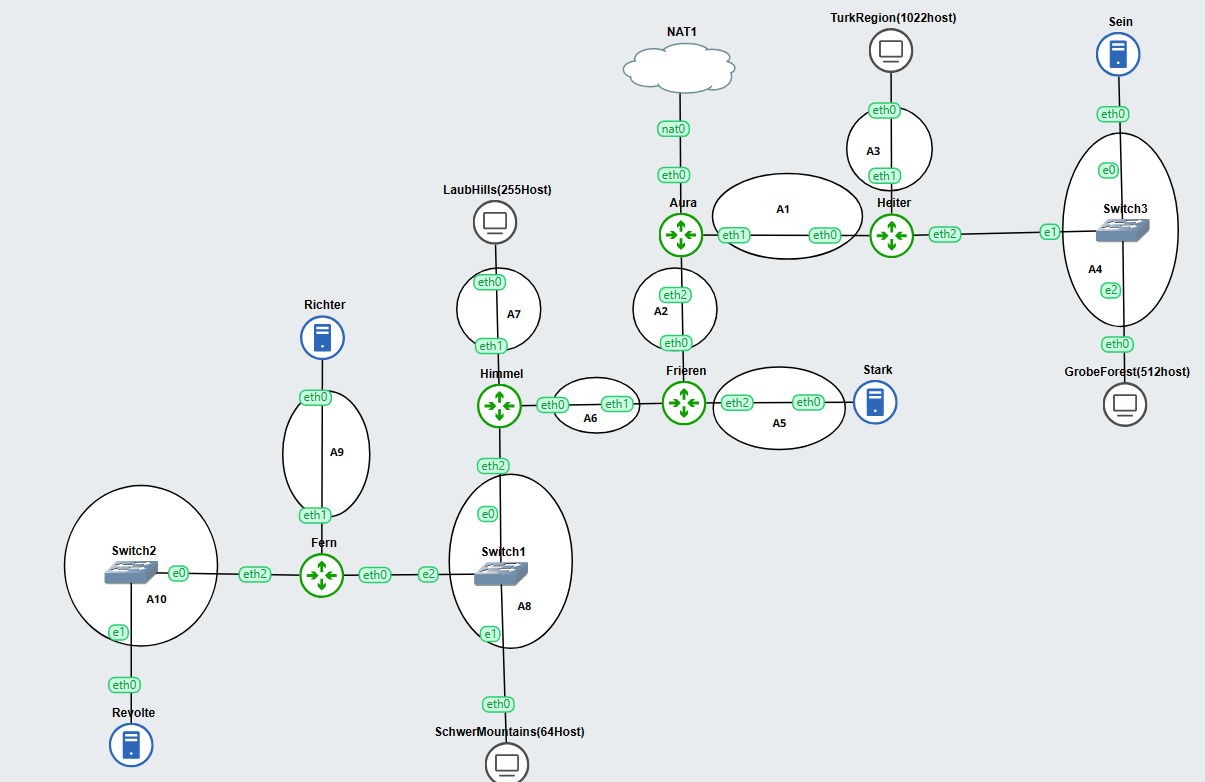 TurkRegion(1022host)
Sein
NAT1
nat0
eth0
eth0
eth0
eth0
e0
A3
eth1
LaubHills(255Host)
Aura
A1
Heiter
Switch3
eth1
eth0
eth2
e1
A4
e2
eth0
A7
eth2
A2
Richter
eth1
eth0
eth0
Himmel
Frieren
Stark
GrobeForest(512host)
eth0
eth0
eth1
A6
eth2
eth0
A5
A9
eth2
eth1
e0
Fern
Switch2
Switch1
e0
eth2
eth0
e2
A10
A8
e1
e1
eth0
eth0
Revolte
SchwerMountains(64Host)